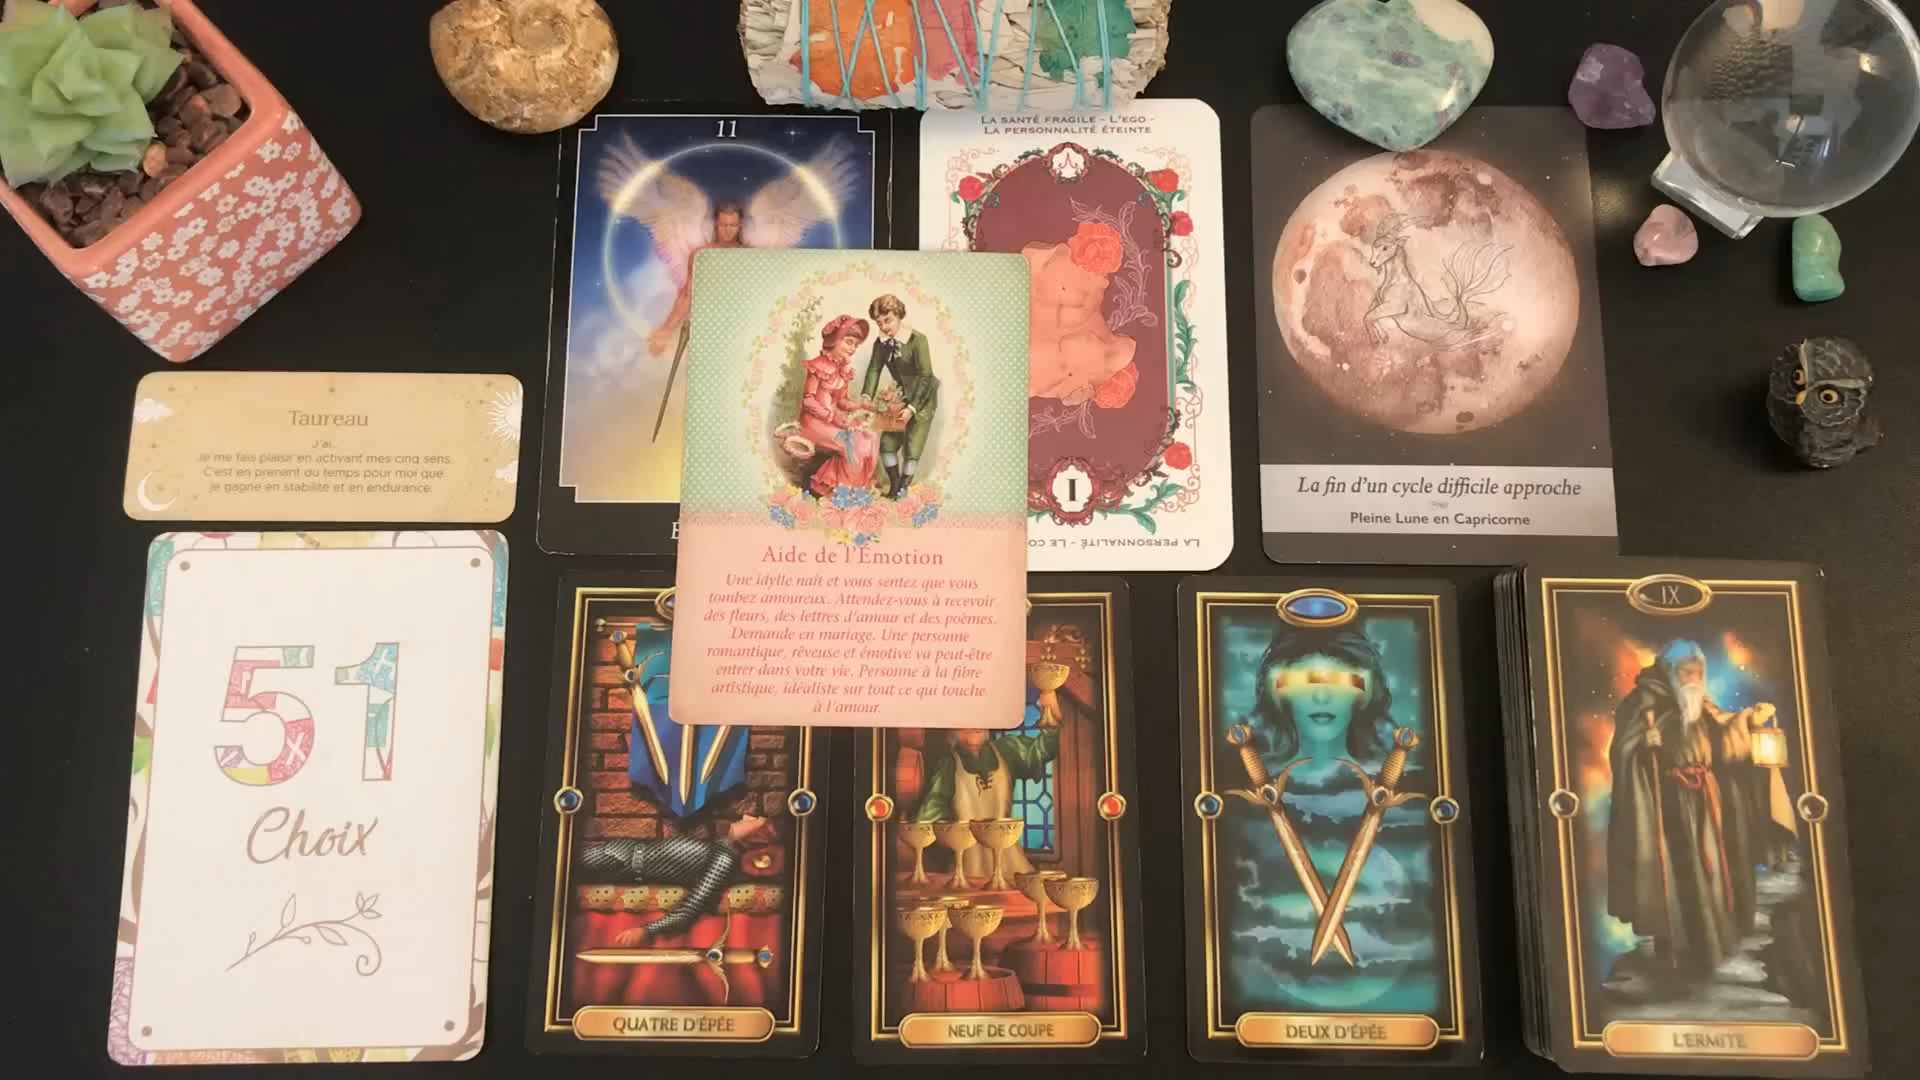 11
LA SANTÉ FRAGILE - L'EGO -
LA PERSONNALITÉ ÉTEINTE
I
LA PERSONNALITÉ - LE CO
La fin d'un cycle difficile approche
Pleine Lune en Capricorne
Taureau
J'ai.
Je me fais plaisir en activant mes cinq sens.
C'est en prenant du temps pour moi que
je gagne en stabilité et en endurance.
Aide de l'Émotion
Une idylle naît et vous sentez que vous
tombez amoureux. Attendez-vous à recevoir
des fleurs, des lettres d'amour et des poèmes.
Demande en mariage. Une personne
romantique, rêveuse et émotive va peut-être
entrer dans votre vie. Personne à la fibre
artistique, idéaliste sur tout ce qui touche
à l'amour.
51
Choix
QUATRE D'ÉPÉE
NEUF DE COUPE
DEUX D'ÉPÉE
IX
L'ERMITE